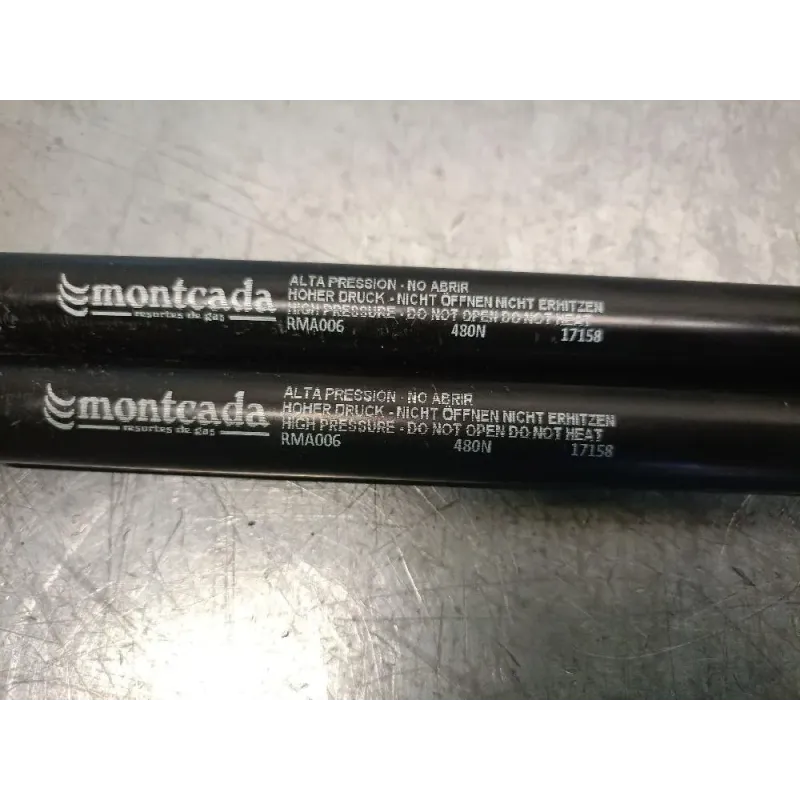 montcada
resortes de gas
ALTA PRESSION - NO ABRIR
HOHER DRUCK - NICHT ÖFFNEN NICHT ERHITZEN
HIGH PRESSURE - DO NOT OPEN DO NOT HEAT
RMA006 480N 17158
montcada
resortes de gas
ALTA PRESSION - NO ABRIR
HOHER DRUCK - NICHT ÖFFNEN NICHT ERHITZEN
HIGH PRESSURE - DO NOT OPEN DO NOT HEAT
RMA006 480N 17158